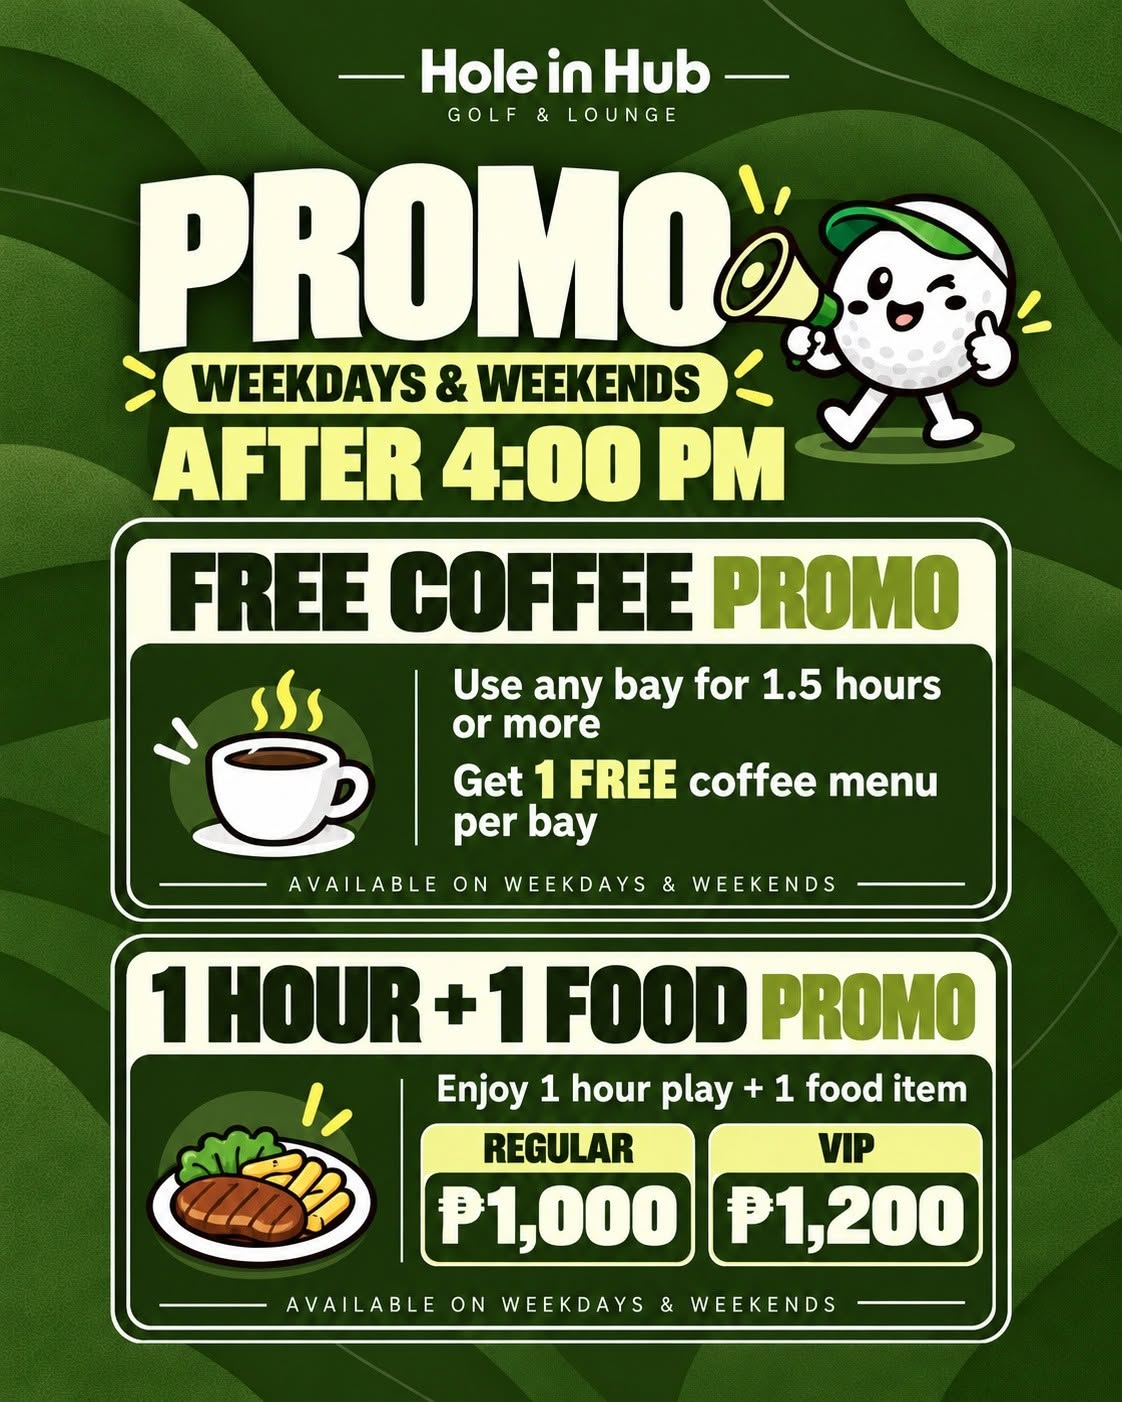 Hole in Hub
GOLF & LOUNGE
PROMO
WEEKDAYS & WEEKENDS
AFTER 4:00 PM
FREE COFFEE PROMO
Use any bay for 1.5 hours
or more
Get 1 FREE coffee menu
per bay
AVAILABLE ON WEEKDAYS & WEEKENDS
1 HOUR + 1 FOOD PROMO
Enjoy 1 hour play + 1 food item
REGULAR
₱1,000
VIP
₱1,200
AVAILABLE ON WEEKDAYS & WEEKENDS